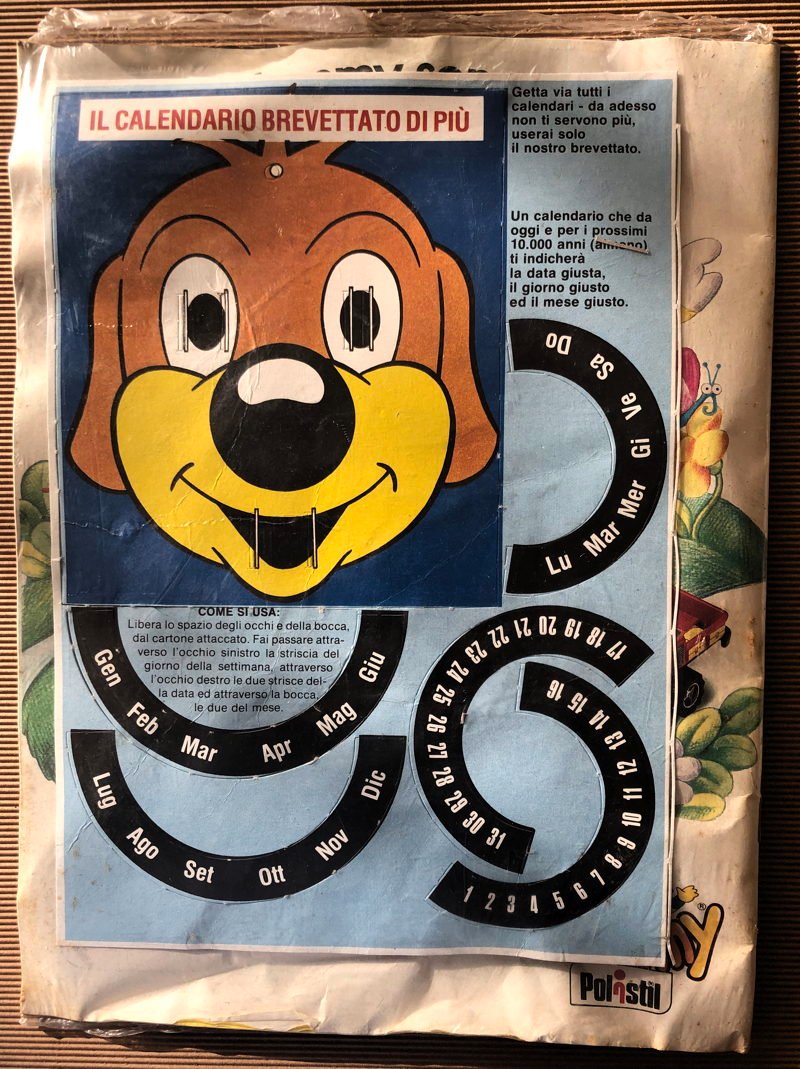 IL CALENDARIO BREVETTATO DI PIÙ
Getta via tutti i
calendari - da adesso
non ti servono più,
userai solo
il nostro brevettato.
Un calendario che da
oggi e per i prossimi
10.000 anni (almeno)
ti indicherà
la data giusta,
il giorno giusto
ed il mese giusto.
Lu Mar Mer Gi Ve Sa Do
COME SI USA:
Libera lo spazio degli occhi e della bocca,
dal cartone attaccato. Fai passare attra-
verso l'occhio sinistro la striscia del
giorno della settimana, attraverso
l'occhio destro le due strisce del-
la data ed attraverso la bocca,
le due del mese.
Gen Feb Mar Apr Mag Giu
Lug Ago Set Ott Nov Dic
17 18 19 20 21 22 23 24 25 26 27 28 29 30 31
1 2 3 4 5 6 7 8 9 10 11 12 13 14 15 16
Polistil